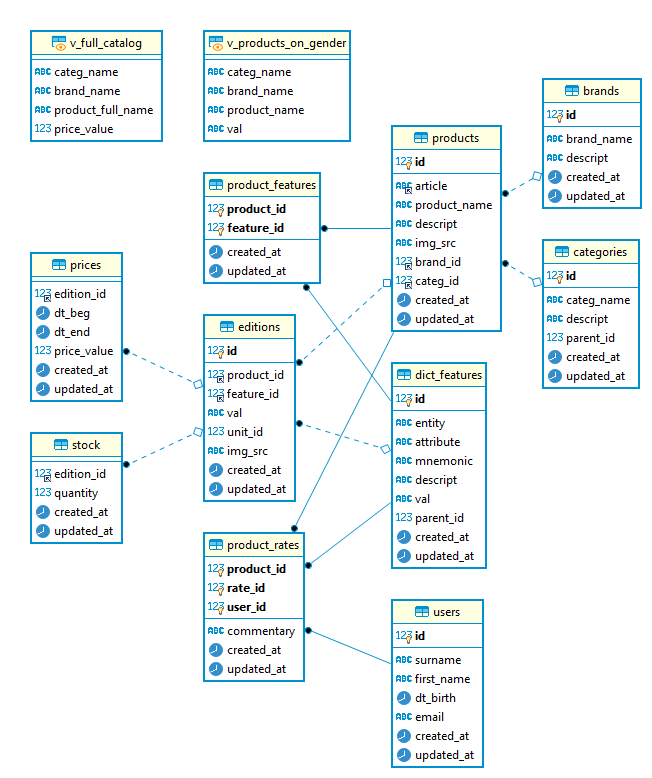 v_full_catalog
ABC categ_name
ABC brand_name
ABC product_full_name
123 price_value
v_products_on_gender
ABC categ_name
ABC brand_name
ABC product_name
ABC val
brands
123 id
ABC brand_name
ABC descript
created_at
updated_at
products
123 id
ABC article
ABC product_name
ABC descript
ABC img_src
123 brand_id
123 categ_id
created_at
updated_at
product_features
123 product_id
123 feature_id
created_at
updated_at
categories
123 id
ABC categ_name
ABC descript
123 parent_id
created_at
updated_at
prices
123 edition_id
dt_beg
dt_end
123 price_value
created_at
updated_at
editions
123 id
123 product_id
123 feature_id
ABC val
123 unit_id
ABC img_src
created_at
updated_at
dict_features
123 id
ABC entity
ABC attribute
ABC mnemonic
ABC descript
ABC val
123 parent_id
created_at
updated_at
stock
123 edition_id
123 quantity
created_at
updated_at
product_rates
123 product_id
123 rate_id
123 user_id
ABC commentary
created_at
updated_at
users
123 id
ABC surname
ABC first_name
dt_birth
ABC email
created_at
updated_at